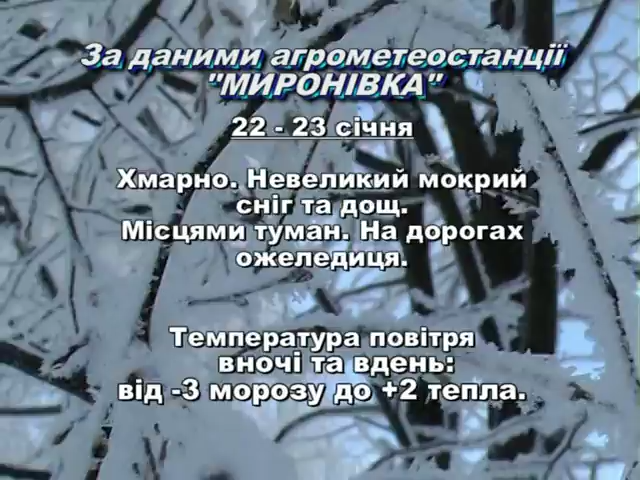 За даними агрометеостанції
"МИРОНІВКА"
22 - 23 січня
Хмарно. Невеликий мокрий
сніг та дощ.
Місцями туман. На дорогах
ожеледиця.
Температура повітря
вночі та вдень:
від -3 морозу до +2 тепла.